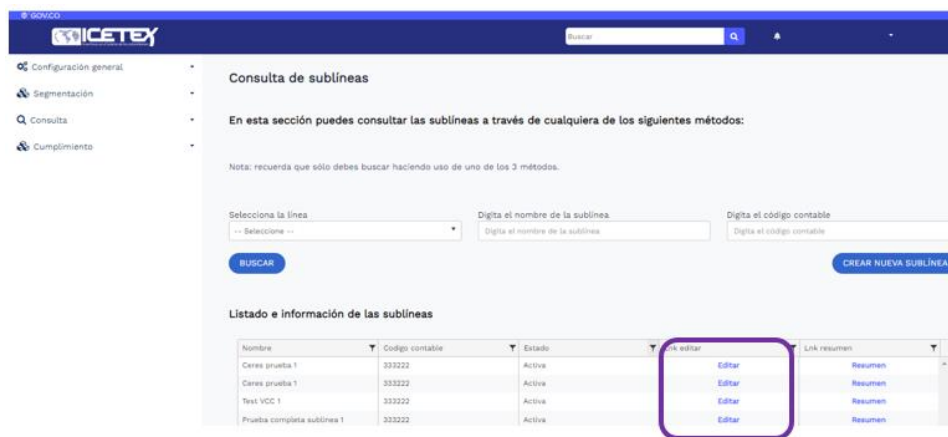 GOV.CO
ICETEX
Buscar
Configuración general
Segmentación
Consulta
Cumplimiento
Consulta de sublíneas
En esta sección puedes consultar las sublíneas a través de cualquiera de los siguientes métodos:
Nota: recuerda que sólo debes buscar haciendo uso de uno de los 3 métodos.
Selecciona la línea Digita el nombre de la sublínea Digita el código contable
-- Seleccione -- Digita el nombre de la sublínea Digita el código contable
BUSCAR CREAR NUEVA SUBLÍNEA
Listado e información de las sublíneas
Nombre Codigo contable Estado Lnk editar Lnk resumen
Ceres prueba 1 333222 Activa Editar Resumen
Ceres prueba 1 333222 Activa Editar Resumen
Test VCC 1 333222 Activa Editar Resumen
Prueba completa sublinea 1 333222 Activa Editar Resumen